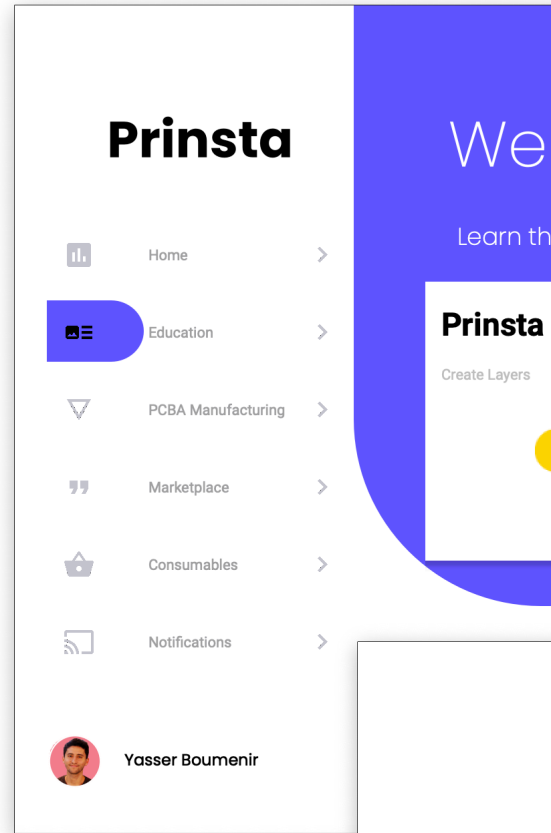 Prinsta
Home
Education
PCBA Manufacturing
Marketplace
Consumables
Notifications
Yasser Boumenir
We
Learn th
Prinsta
Create Layers